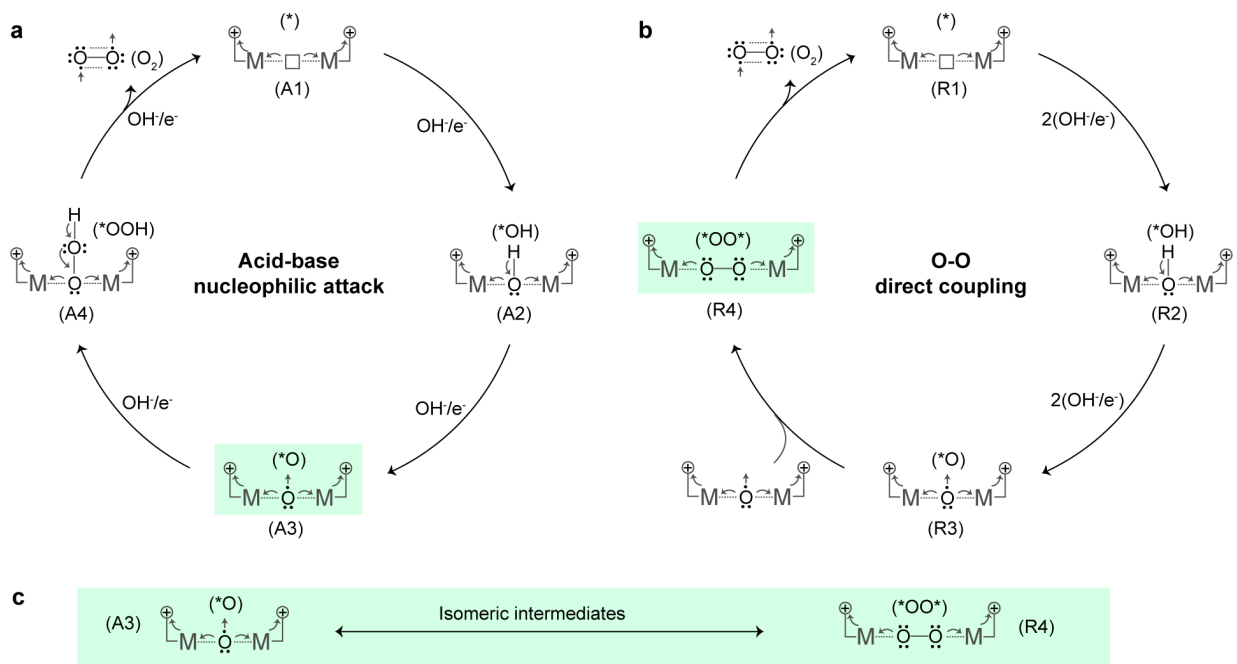 a
(*)
M M
(A1)
O–O (O₂)
OH⁻/e⁻
OH⁻/e⁻
H
(*OOH)
O
M O M
(A4)
Acid-base
nucleophilic attack
(*OH)
H
M O M
(A2)
OH⁻/e⁻
OH⁻/e⁻
(*O)
M O M
(A3)
b
(*)
M M
(R1)
O–O (O₂)
OH⁻/e⁻
2(OH⁻/e⁻)
(*OO*)
M O–O M
(R4)
O-O
direct coupling
(*OH)
H
M O M
(R2)
2(OH⁻/e⁻)
M O M
(*O)
M O M
(R3)
c
(A3)
(*O)
M O M
Isomeric intermediates
(*OO*)
M O–O M
(R4)